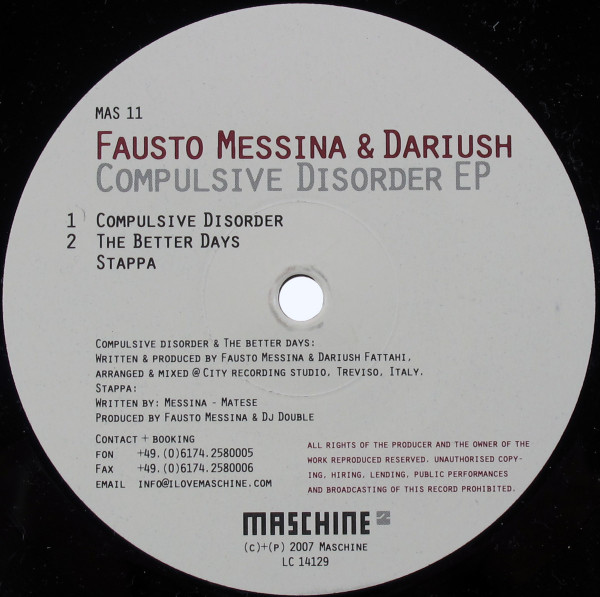 MAS 11
FAUSTO MESSINA & DARIUSH
COMPULSIVE DISORDER EP
1 COMPULSIVE DISORDER
2 THE BETTER DAYS
STAPPA
COMPULSIVE DISORDER & THE BETTER DAYS:
WRITTEN & PRODUCED BY FAUSTO MESSINA & DARIUSH FATTAHI,
ARRANGED & MIXED @ CITY RECORDING STUDIO, TREVISO, ITALY.
STAPPA:
WRITTEN BY: MESSINA - MATESE
PRODUCED BY FAUSTO MESSINA & DJ DOUBLE
CONTACT + BOOKING
FON +49.(0)6174.2580005
FAX +49.(0)6174.2580006
EMAIL INFO@ILOVEMASCHINE.COM
ALL RIGHTS OF THE PRODUCER AND THE OWNER OF THE
WORK REPRODUCED RESERVED. UNAUTHORISED COPY-
ING, HIRING, LENDING, PUBLIC PERFORMANCES
AND BROADCASTING OF THIS RECORD PROHIBITED.
MASCHINE
(C)+(P) 2007 MASCHINE
LC 14129